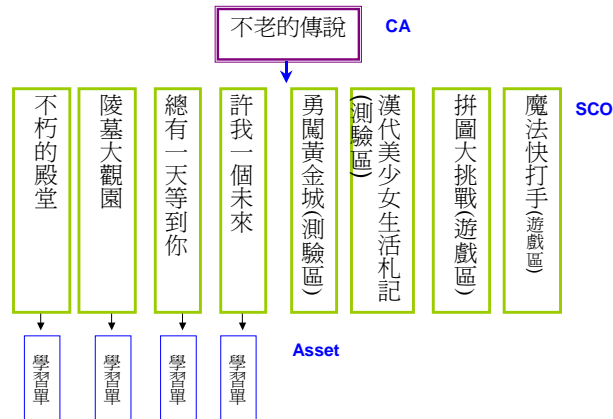 不老的傳說
CA
不朽的殿堂
陵墓大觀園
總有一天等到你
許我一個未來
勇闖黃金城(測驗區)
漢代美少女生活札記
(測驗區)
拼圖大挑戰(遊戲區)
魔法快打手(遊戲區)
SCO
學習單
學習單
學習單
學習單
Asset